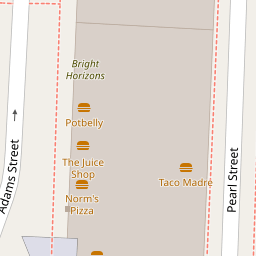 Bright
Horizons
Potbelly
The Juice
Shop
Norm's
Pizza
Taco Madre
Adams Street
Pearl Street